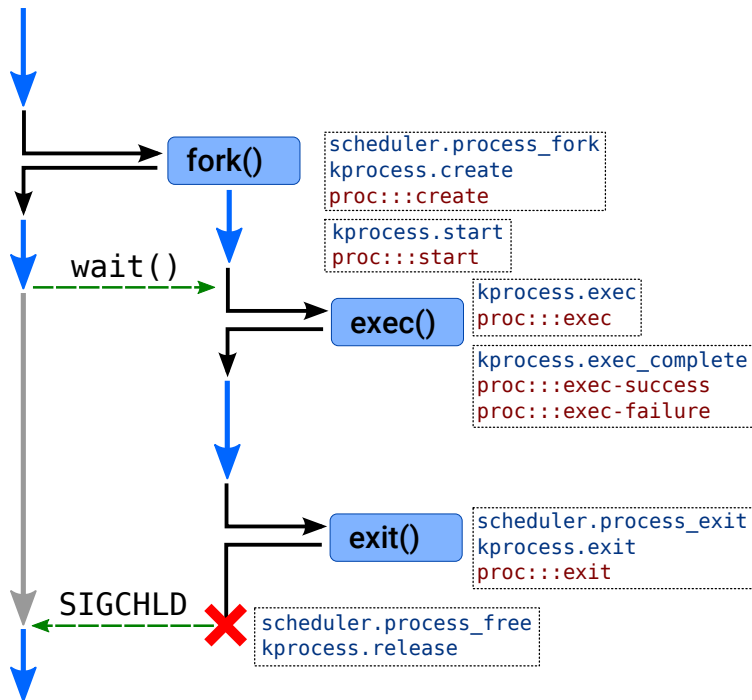 fork()
scheduler.process_fork
kprocess.create
proc:::create
kprocess.start
proc:::start
wait()
exec()
kprocess.exec
proc:::exec
kprocess.exec_complete
proc:::exec-success
proc:::exec-failure
exit()
scheduler.process_exit
kprocess.exit
proc:::exit
SIGCHLD
scheduler.process_free
kprocess.release